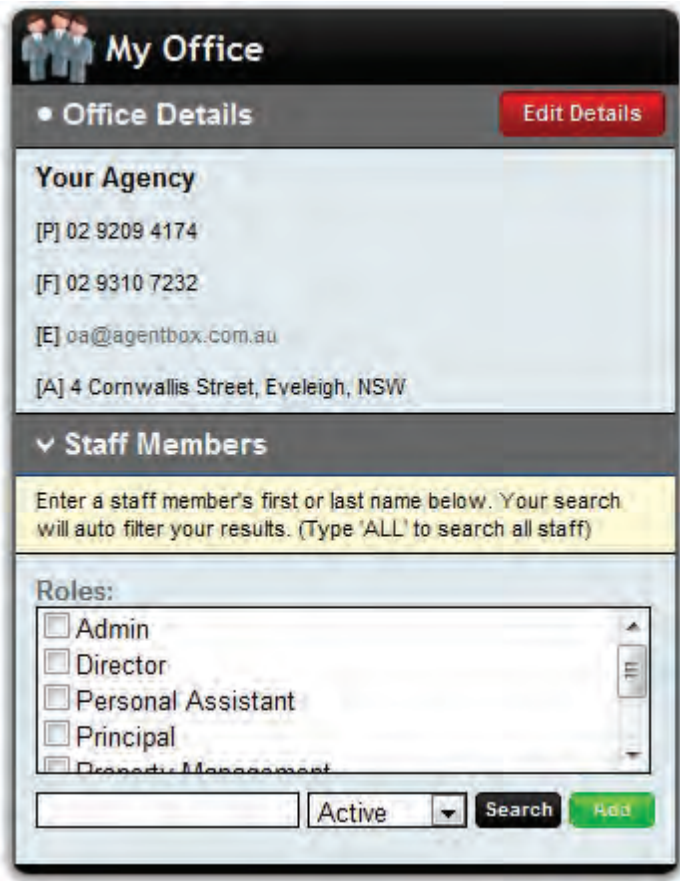 My Office
Office Details
Edit Details
Your Agency
[P] 02 9209 4174
[F] 02 9310 7232
[E] oa@agentbox.com.au
[A] 4 Cornwallis Street, Eveleigh, NSW
Staff Members
Enter a staff member's first or last name below. Your search
will auto filter your results. (Type 'ALL' to search all staff)
Roles:
Admin
Director
Personal Assistant
Principal
Property Management
Active
Search
Add